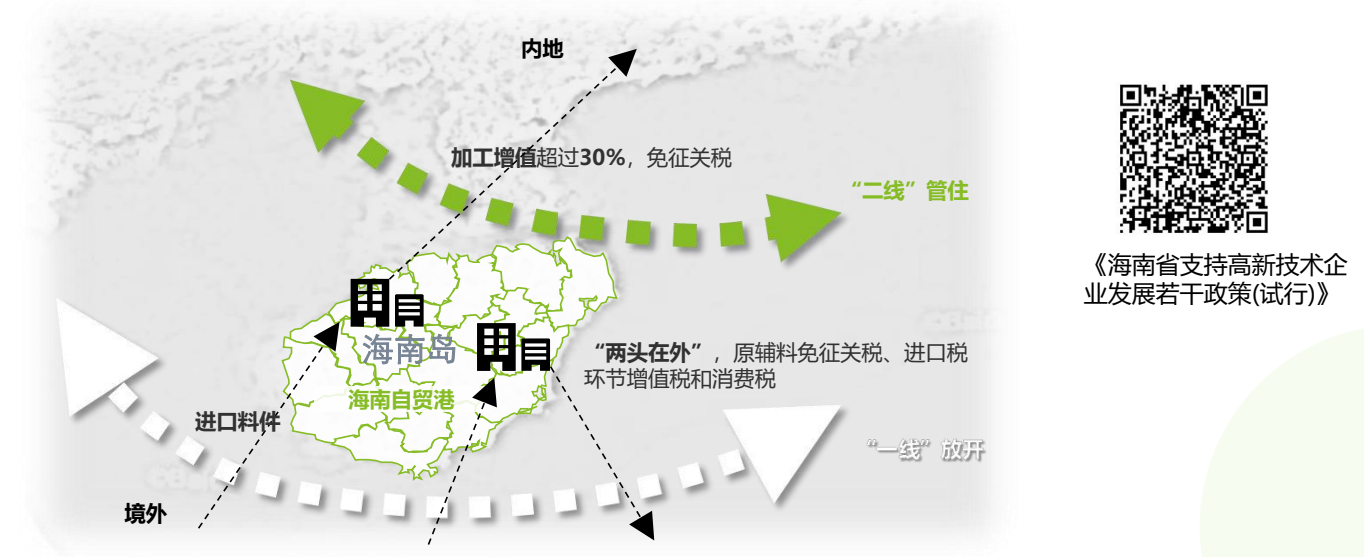 内地
加工增值超过30%，免征关税
“二线”管住
海南岛
“两头在外”，原辅料免征关税、进口税
环节增值税和消费税
海南自贸港
进口料件
“一线”放开
境外
《海南省支持高新技术企
业发展若干政策(试行)》